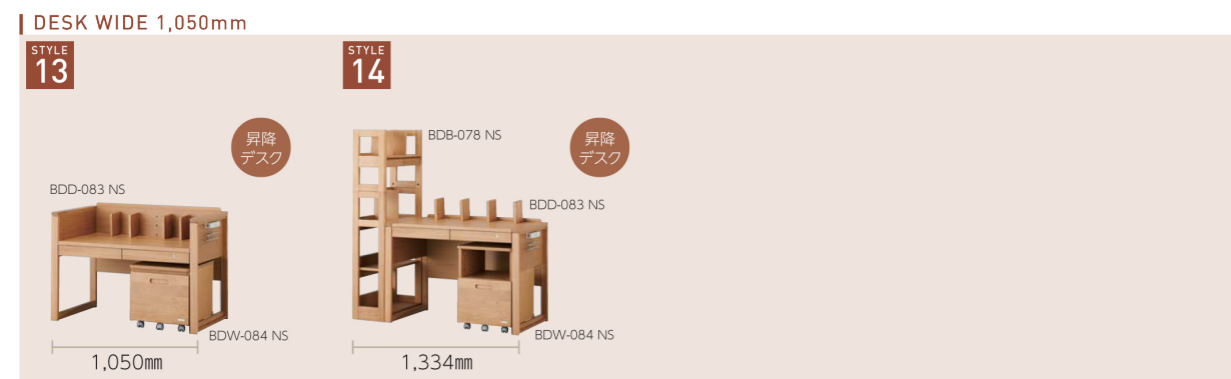 DESK WIDE 1,050mm
STYLE
13
昇降
デスク
BDD-083 NS
BDW-084 NS
1,050㎜
STYLE
14
BDB-078 NS
昇降
デスク
BDD-083 NS
BDW-084 NS
1,334㎜